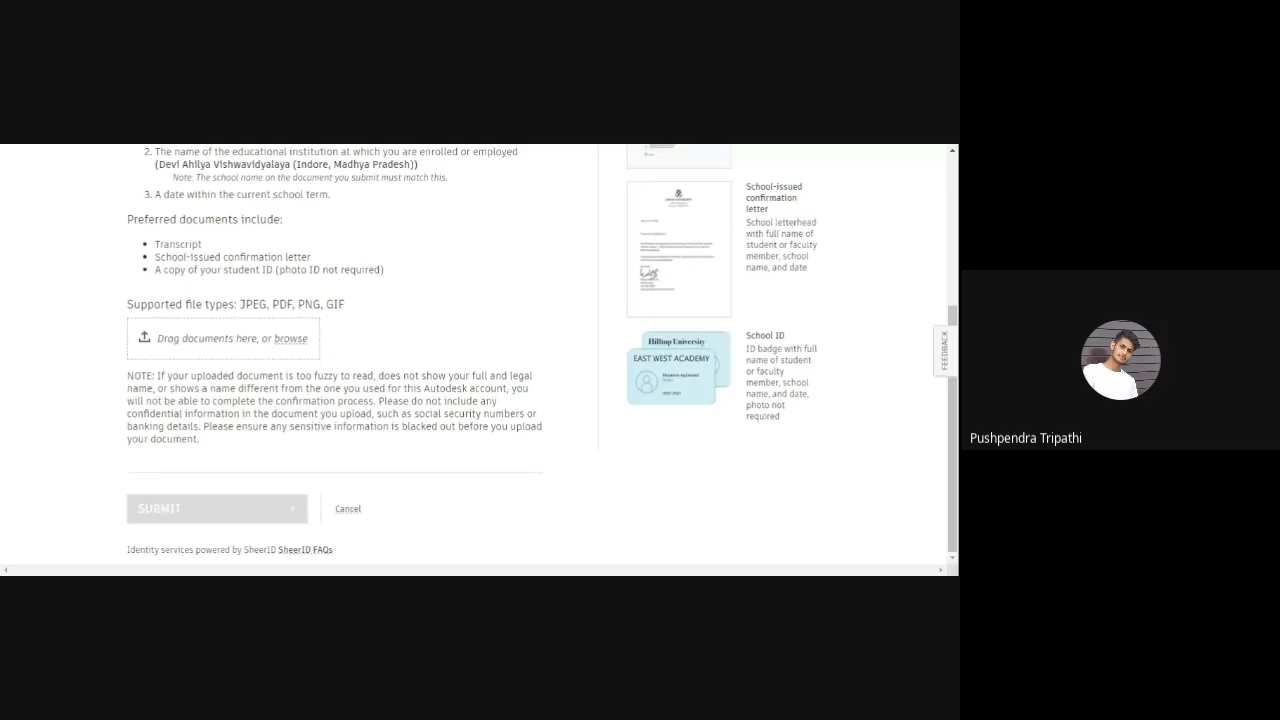 2. The name of the educational institution at which you are enrolled or employed
(Devi Ahilya Vishwavidyalaya (Indore, Madhya Pradesh))
Note: The school name on the document you submit must match this.
3. A date within the current school term.
Preferred documents include:
• Transcript
• School-issued confirmation letter
• A copy of your student ID (photo ID not required)
Supported file types: JPEG, PDF, PNG, GIF
Drag documents here, or browse
NOTE: If your uploaded document is too fuzzy to read, does not show your full and legal
name, or shows a name different from the one you used for this Autodesk account, you
will not be able to complete the confirmation process. Please do not include any
confidential information in the document you upload, such as social security numbers or
banking details. Please ensure any sensitive information is blacked out before you upload
your document.
SUBMIT
Cancel
Identity services powered by SheerID SheerID FAQs
School-issued
confirmation
letter
School letterhead
with full name of
student or faculty
member, school
name, and date
Hilltop University
EAST WEST ACADEMY
School ID
ID badge with full
name of student
or faculty
member, school
name, and date,
photo not
required
FEEDBACK
Pushpendra Tripathi